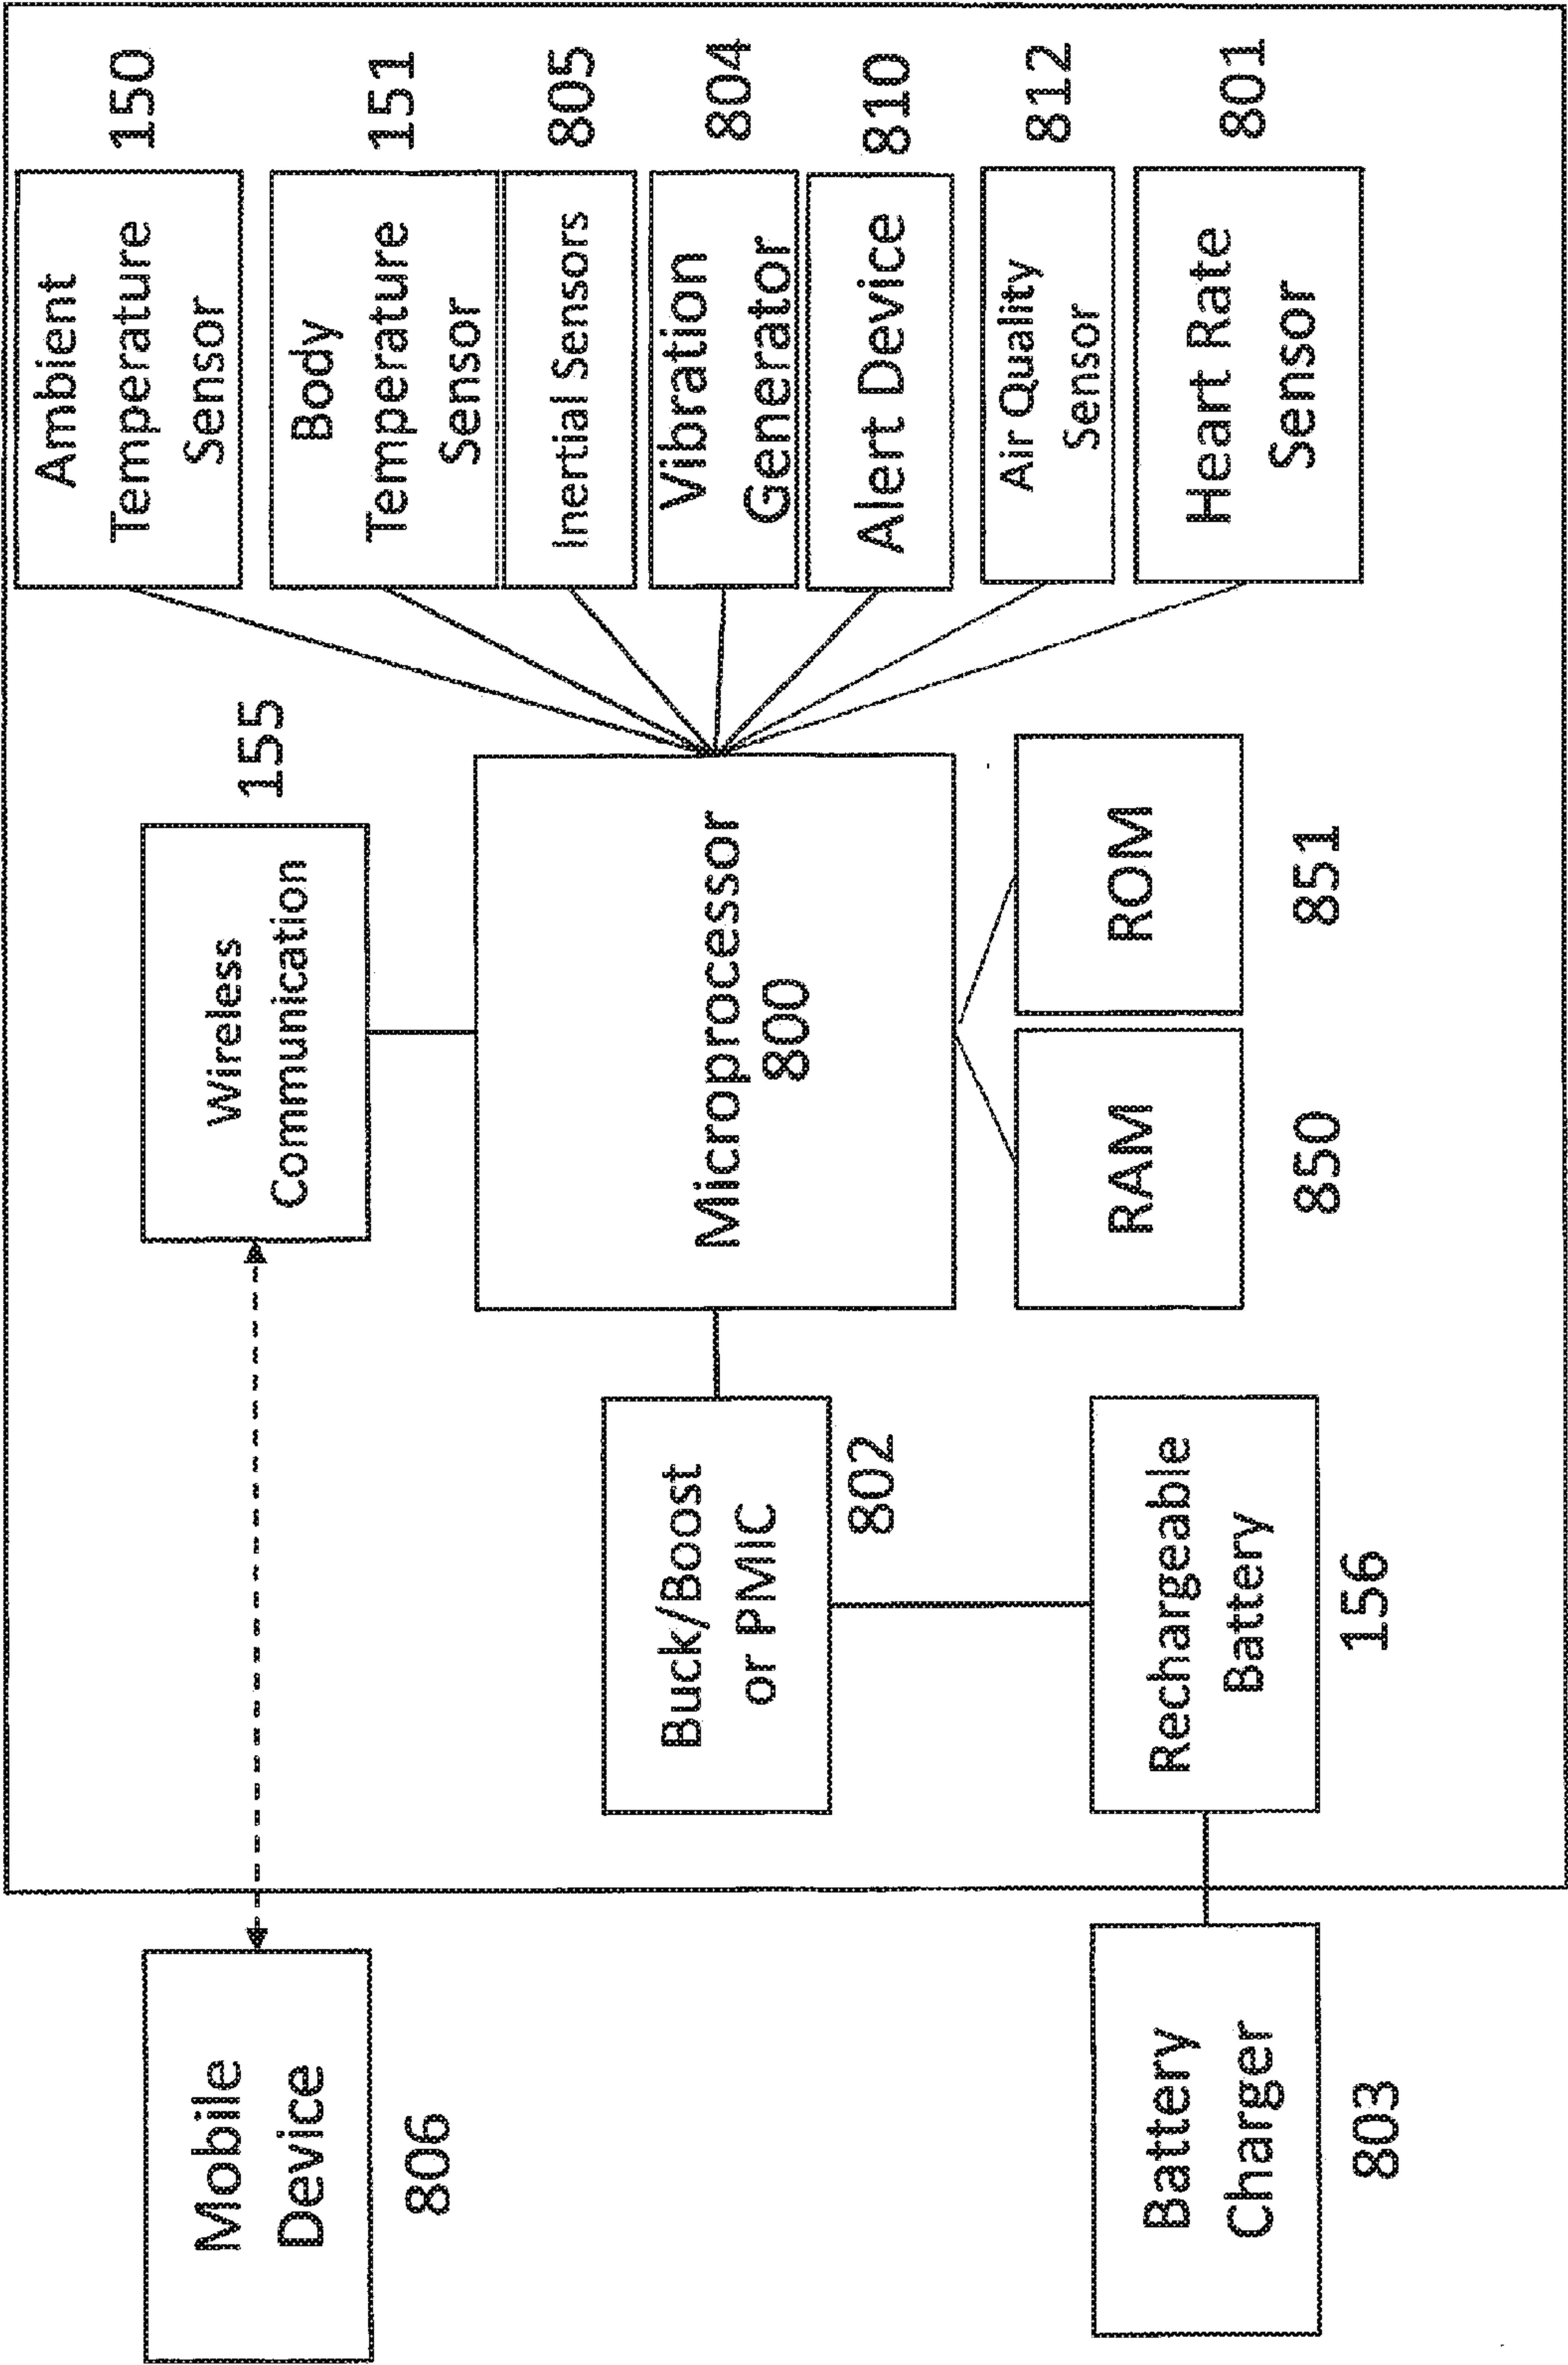 Mobile
Device
806
Battery
Charger
803
Wireless
Communication
155
Buck/Boost
or PMIC
802
Rechargeable
Battery
156
Microprocessor
800
RAM
850
ROM
851
Ambient
Temperature
Sensor
150
Body
Temperature
Sensor
151
Inertial Sensors
805
Vibration
Generator
804
Alert Device
810
Air Quality
Sensor
812
Heart Rate
Sensor
801